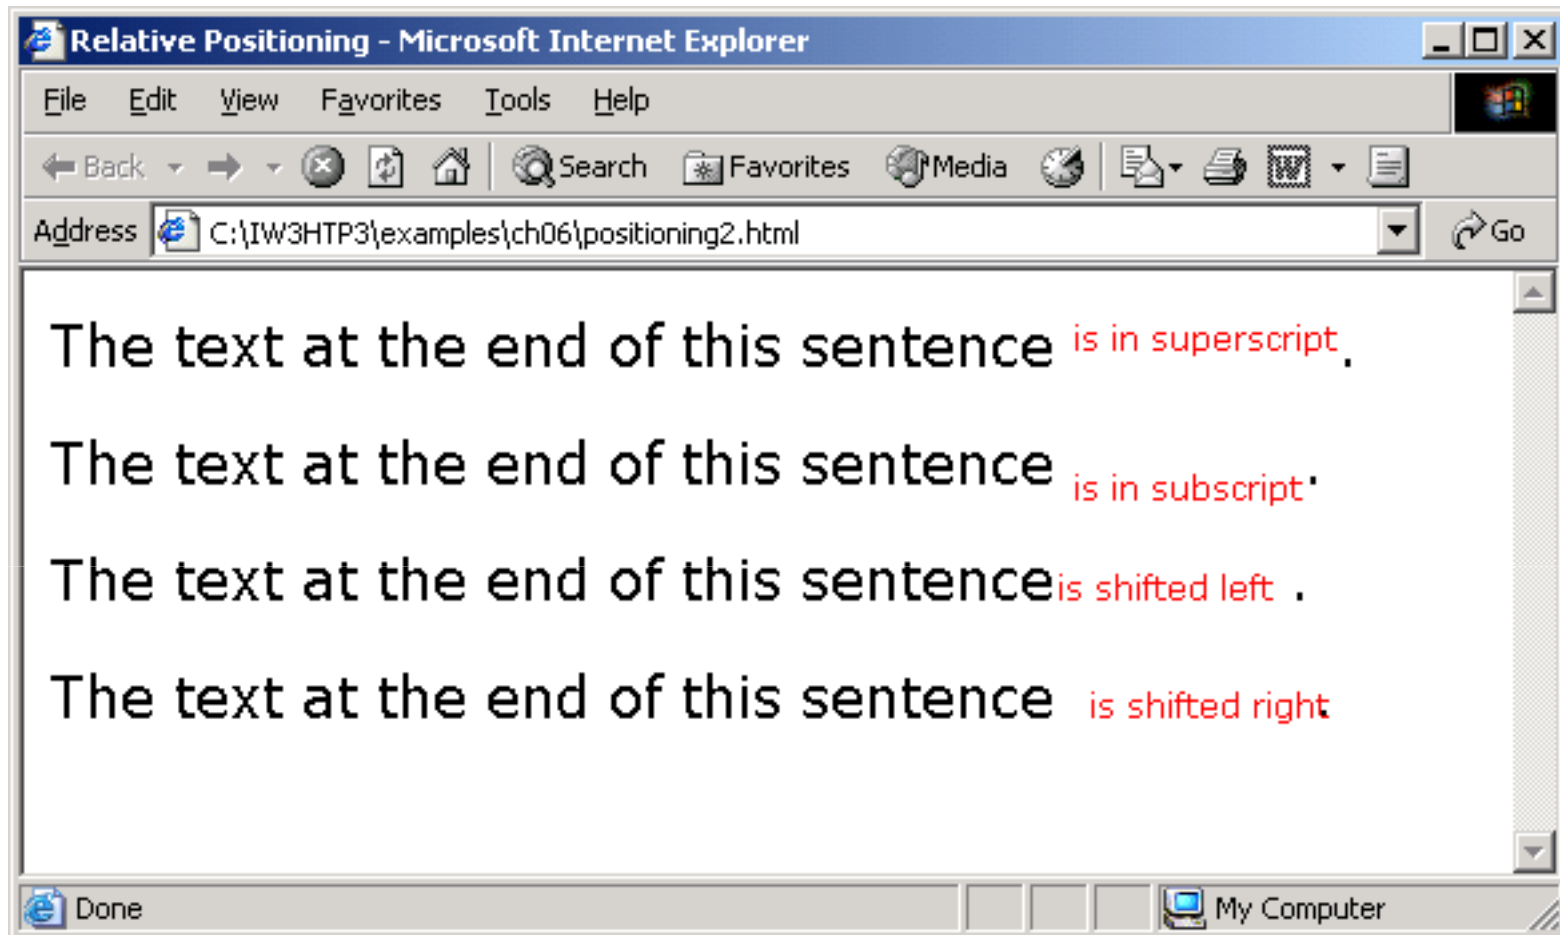 Relative Positioning - Microsoft Internet Explorer
File Edit View Favorites Tools Help
Back Search Favorites Media W
Address C:\IW3HTP3\examples\ch06\positioning2.html Go
The text at the end of this sentence is in superscript.
The text at the end of this sentence is in subscript.
The text at the end of this sentence is shifted left .
The text at the end of this sentence is shifted right.
Done My Computer